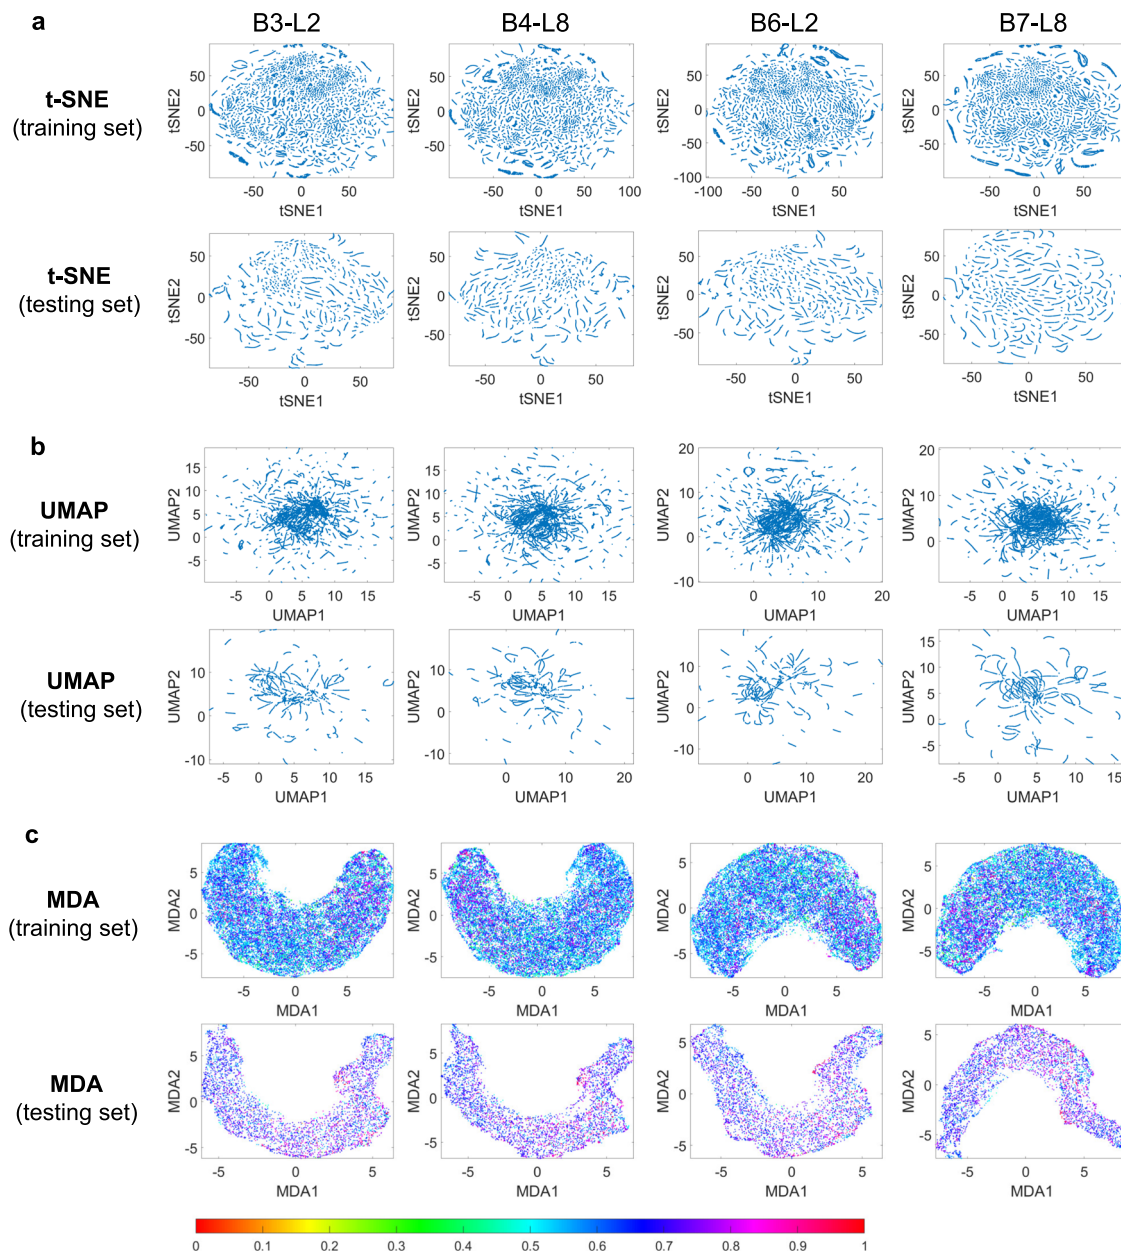 a B3-L2 B4-L8 B6-L2 B7-L8
t-SNE
(training set)
tSNE2 50 0 -50
-50 0 50
tSNE1
tSNE2 50 0 -50
-50 0 50 100
tSNE1
tSNE2 50 0 -50 -100
-100 -50 0 50
tSNE1
tSNE2 50 0 -50
-50 0 50
tSNE1
t-SNE
(testing set)
tSNE2 50 0 -50
-50 0 50
tSNE1
tSNE2 50 0 -50
-50 0 50
tSNE1
tSNE2 50 0 -50
-50 0 50
tSNE1
tSNE2 50 0 -50
-50 0 50
tSNE1
b
UMAP
(training set)
UMAP2 15 10 5 0 -5
-5 0 5 10 15
UMAP1
UMAP2 15 10 5 0 -5
-5 0 5 10 15
UMAP1
UMAP2 20 10 0 -10
0 10 20
UMAP1
UMAP2 20 10 0
-5 0 5 10 15
UMAP1
UMAP
(testing set)
UMAP2 10 0 -10
-5 0 5 10 15
UMAP1
UMAP2 10 0 -10
0 10 20
UMAP1
UMAP2 10 0 -10
0 10 20
UMAP1
UMAP2 15 10 5 0 -5
-5 0 5 10 15
UMAP1
c
MDA
(training set)
MDA2 5 0 -5
-5 0 5
MDA1
MDA2 5 0 -5
-5 0 5
MDA1
MDA2 5 0 -5
-5 0 5
MDA1
MDA2 5 0 -5
-5 0 5
MDA1
MDA
(testing set)
MDA2 5 0 -5
-5 0 5
MDA1
MDA2 5 0 -5
-5 0 5
MDA1
MDA2 5 0 -5
-5 0 5
MDA1
MDA2 5 0 -5
-5 0 5
MDA1
0 0.1 0.2 0.3 0.4 0.5 0.6 0.7 0.8 0.9 1